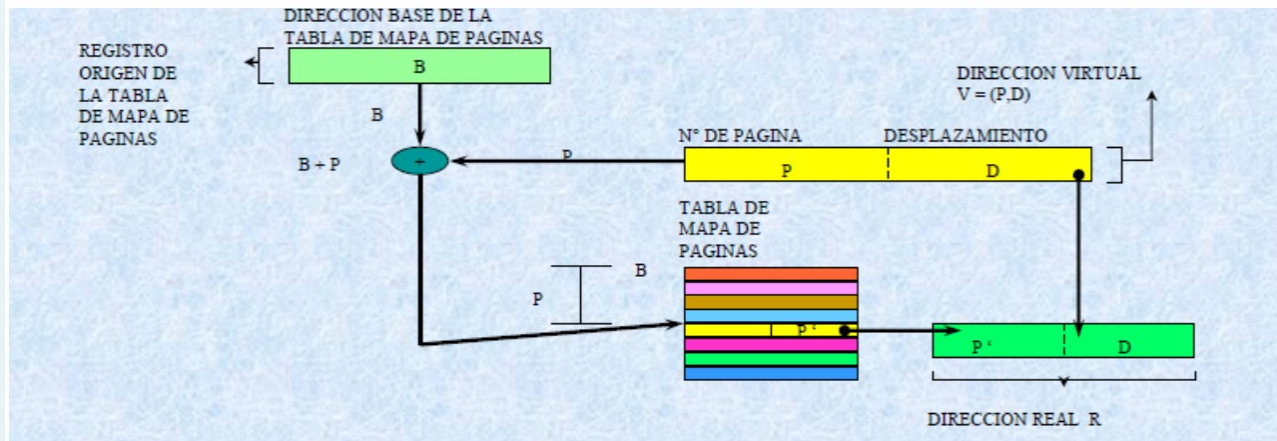 DIRECCION BASE DE LA
TABLA DE MAPA DE PAGINAS
REGISTRO
ORIGEN DE
LA TABLA
DE MAPA DE
PAGINAS
B
B
B + P
+
P
DIRECCION VIRTUAL
V = (P,D)
N° DE PAGINA
DESPLAZAMIENTO
P
D
TABLA DE
MAPA DE
PAGINAS
B
P
P ‘
P ‘
D
DIRECCION REAL R